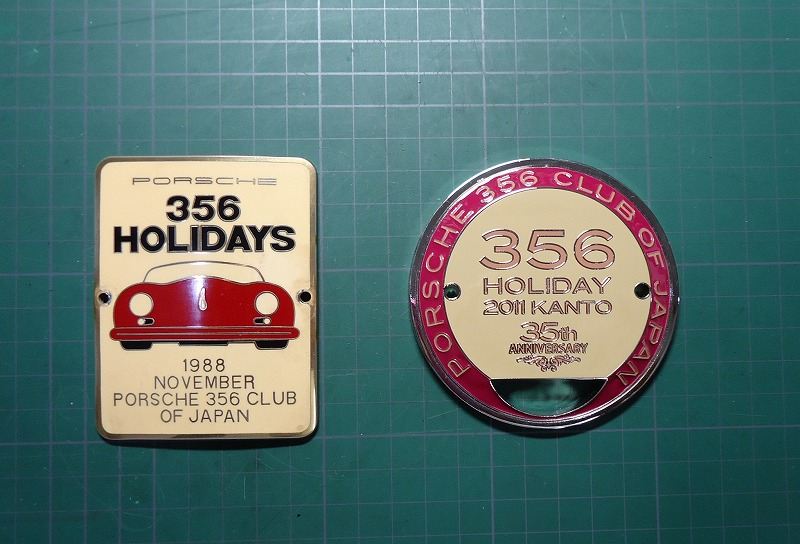 PORSCHE
356
HOLIDAYS
1988
NOVEMBER
PORSCHE 356 CLUB
OF JAPAN
PORSCHE 356 CLUB OF JAPAN
356
HOLIDAY
2011 KANTO
35th
ANNIVERSARY